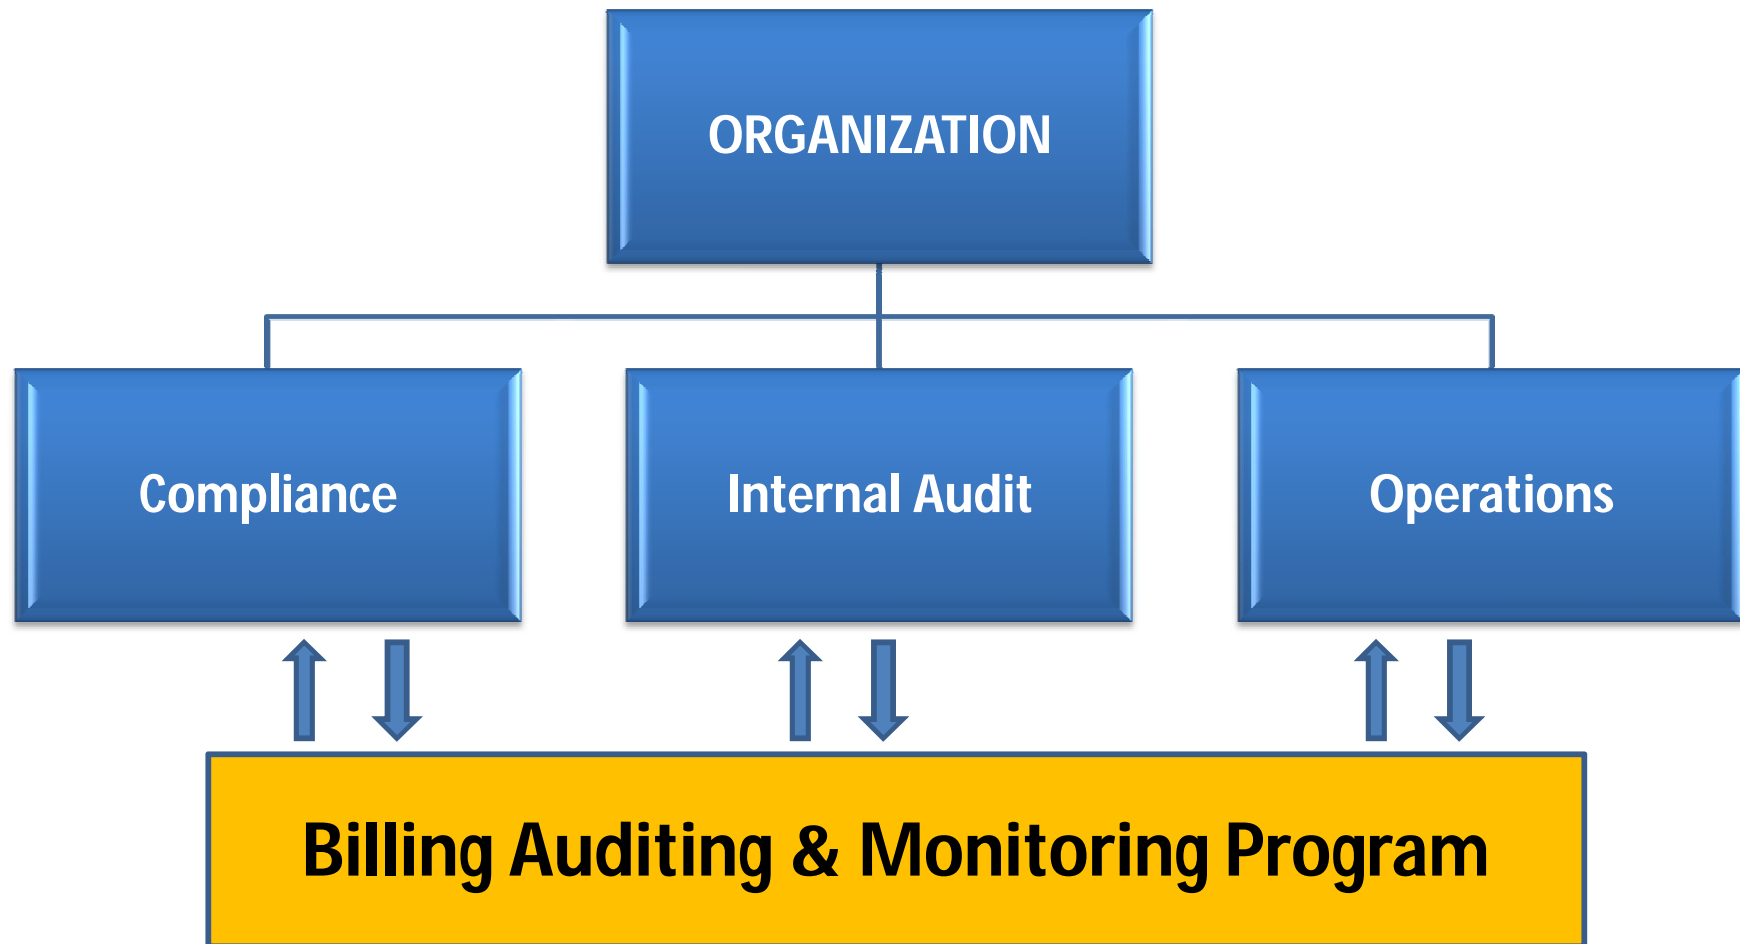 ORGANIZATION
Compliance
Internal Audit
Operations
Billing Auditing & Monitoring Program